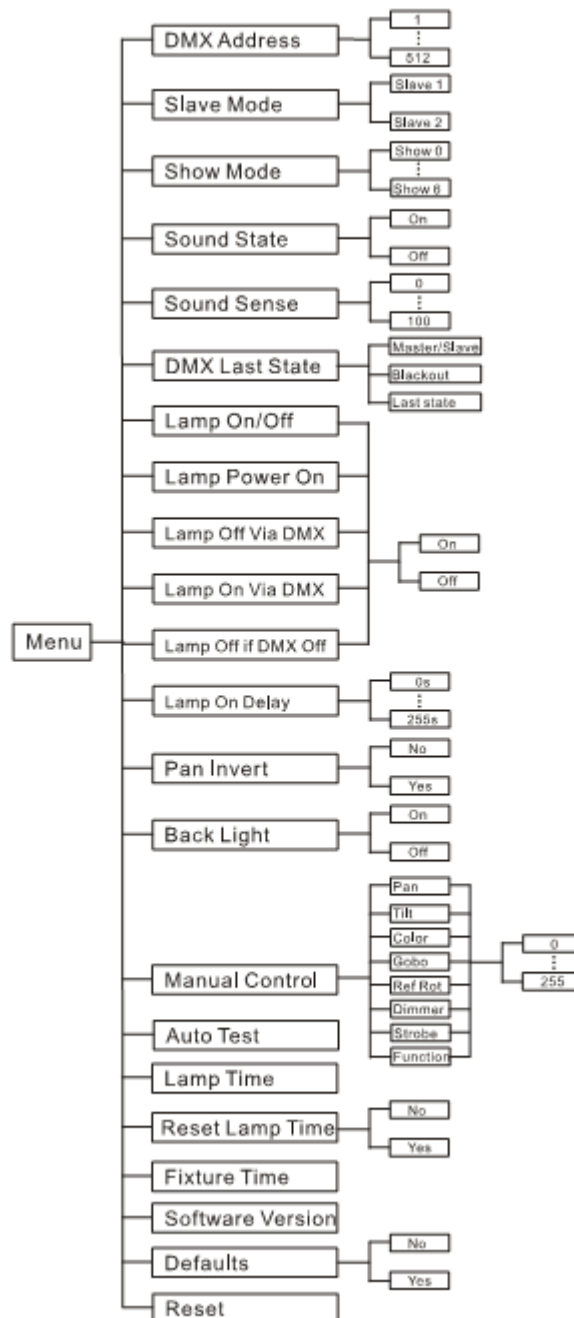 DMX Address
1
512
Slave Mode
Slave 1
Slave 2
Show Mode
Show 0
Show 6
Sound State
On
Off
Sound Sense
0
100
DMX Last State
Master/Slave
Blackout
Last state
Lamp On/Off
Lamp Power On
Lamp Off Via DMX
Lamp On Via DMX
Lamp Off if DMX Off
On
Off
Menu
Lamp On Delay
0s
255s
Pan Invert
No
Yes
Back Light
On
Off
Manual Control
Pan
Tilt
Color
Gobo
Ref Rot
Dimmer
Strobe
Function
0
255
Auto Test
Lamp Time
Reset Lamp Time
No
Yes
Fixture Time
Software Version
Defaults
No
Yes
Reset